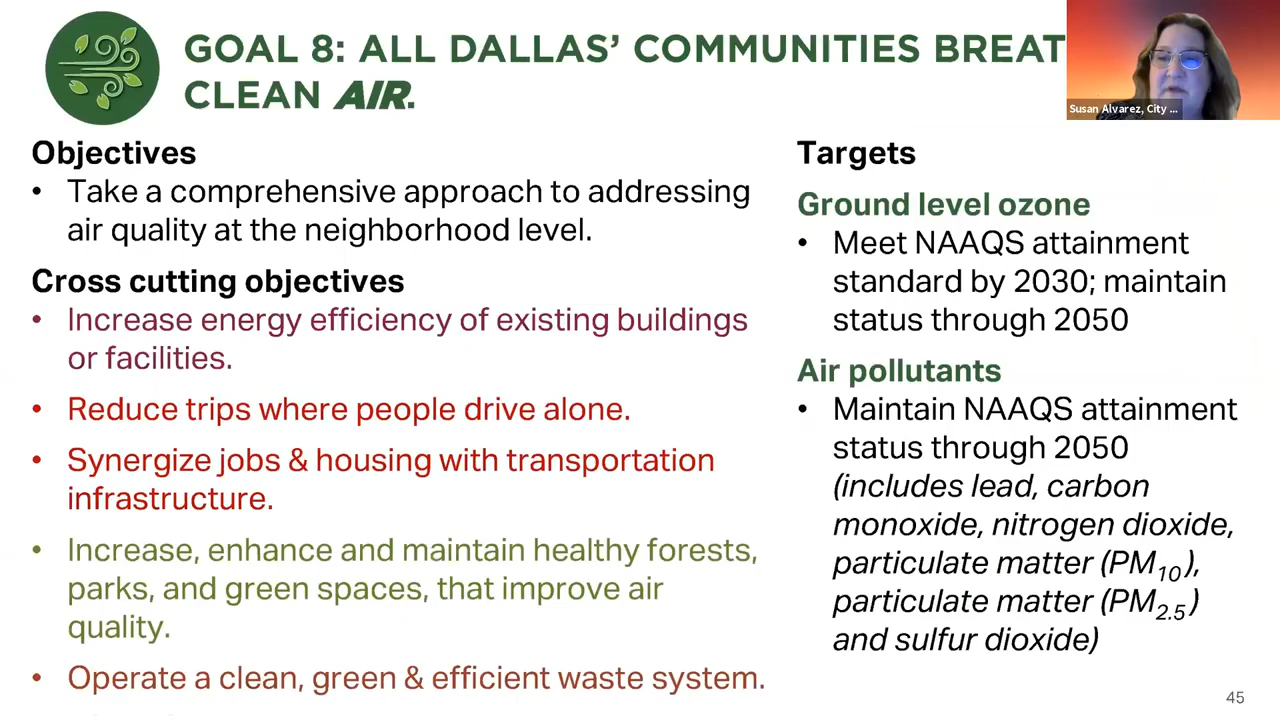 GOAL 8: ALL DALLAS' COMMUNITIES BREAT
CLEAN AIR.
Susan Alvarez, City ...
Objectives
• Take a comprehensive approach to addressing
air quality at the neighborhood level.
Cross cutting objectives
• Increase energy efficiency of existing buildings
or facilities.
• Reduce trips where people drive alone.
• Synergize jobs & housing with transportation
infrastructure.
• Increase, enhance and maintain healthy forests,
parks, and green spaces, that improve air
quality.
• Operate a clean, green & efficient waste system.
Targets
Ground level ozone
• Meet NAAQS attainment
standard by 2030; maintain
status through 2050
Air pollutants
• Maintain NAAQS attainment
status through 2050
(includes lead, carbon
monoxide, nitrogen dioxide,
particulate matter (PM10),
particulate matter (PM2.5)
and sulfur dioxide)
45